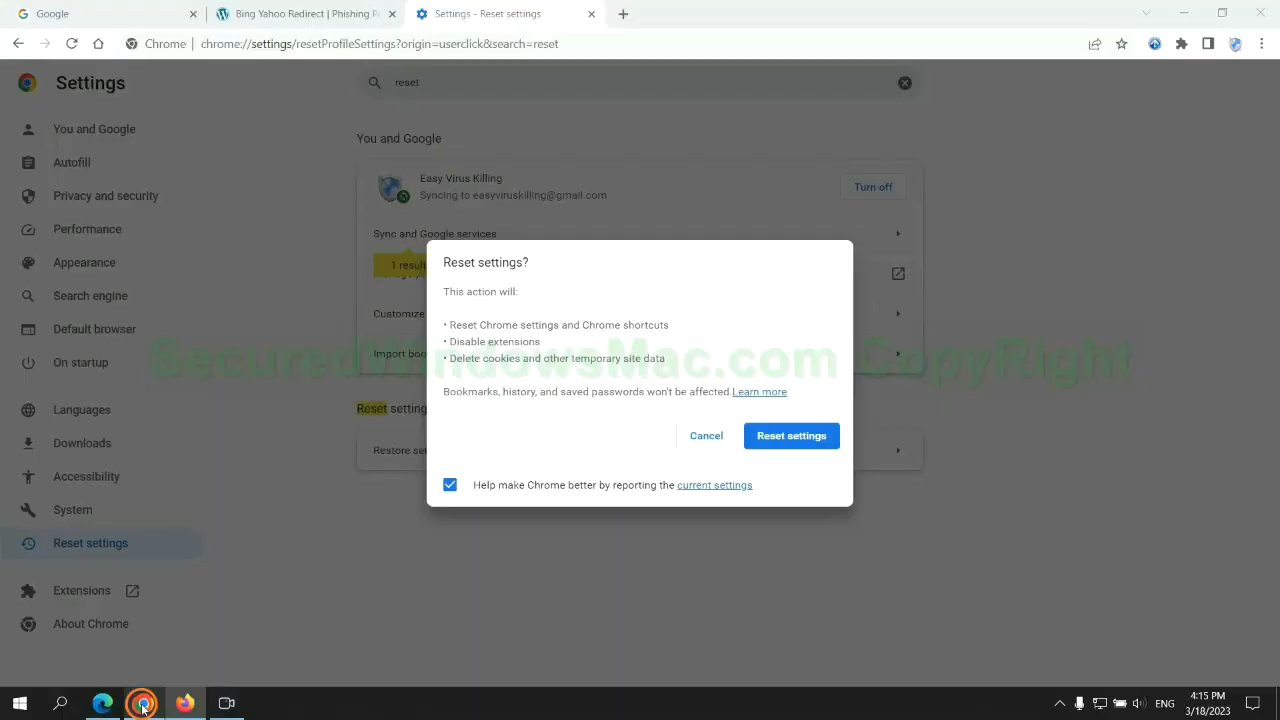 Google
Bing Yahoo Redirect | Phishing P
Settings - Reset settings
Chrome | chrome://settings/resetProfileSettings?origin=userclick&search=reset
Settings
reset
You and Google
Autofill
Privacy and security
Performance
Appearance
Search engine
Default browser
On startup
Languages
Downloads
Accessibility
System
Reset settings
Extensions
About Chrome
You and Google
Easy Virus Killing
Syncing to easyviruskilling@gmail.com
Turn off
Sync and Google services
1 resul
Customize
Import boo
Reset setting
Restore se
Reset settings?
This action will:
• Reset Chrome settings and Chrome shortcuts
• Disable extensions
• Delete cookies and other temporary site data
Bookmarks, history, and saved passwords won't be affected.Learn more
Cancel
Reset settings
Help make Chrome better by reporting the current settings
SecuredWindowsMac.com CopyRight
ENG
4:15 PM
3/18/2023